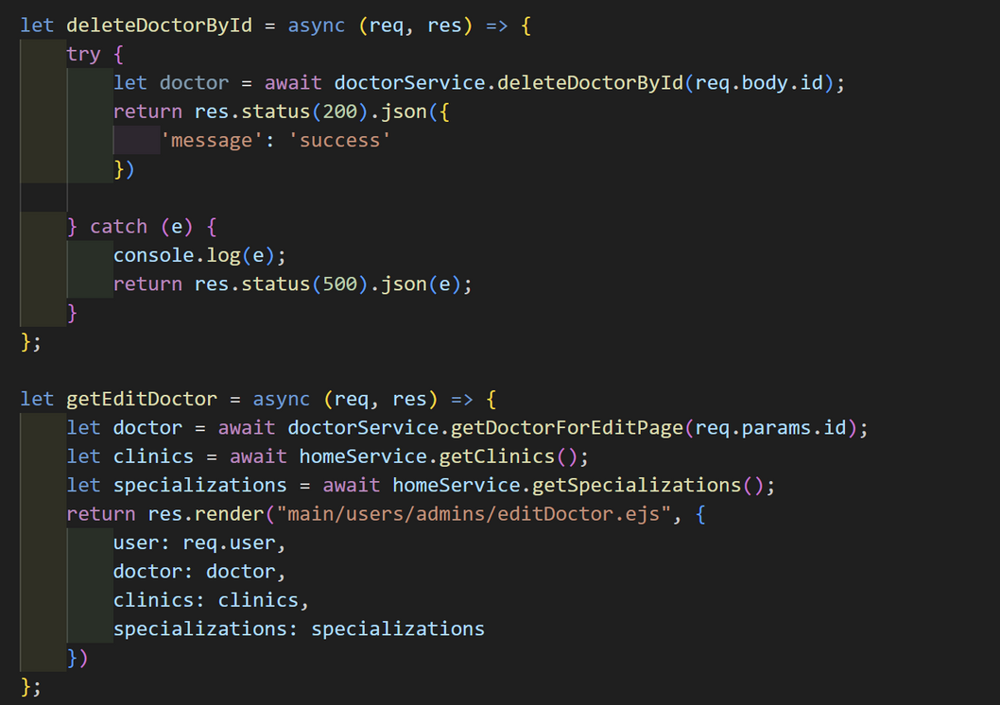 let deleteDoctorById = async (req, res) => {
    try {
        let doctor = await doctorService.deleteDoctorById(req.body.id);
        return res.status(200).json({
            'message': 'success'
        })

    } catch (e) {
        console.log(e);
        return res.status(500).json(e);
    }
};

let getEditDoctor = async (req, res) => {
    let doctor = await doctorService.getDoctorForEditPage(req.params.id);
    let clinics = await homeService.getClinics();
    let specializations = await homeService.getSpecializations();
    return res.render("main/users/admins/editDoctor.ejs", {
        user: req.user,
        doctor: doctor,
        clinics: clinics,
        specializations: specializations
    })
};